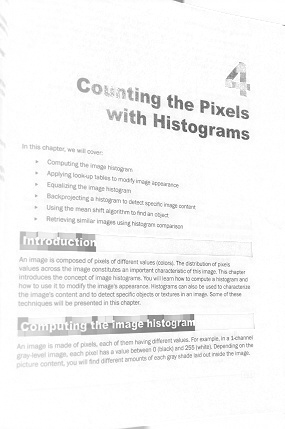 4
Counting the Pixels
with Histograms
In this chapter, we will cover:
Computing the image histogram
Applying look-up tables to modify image appearance
Equalizing the image histogram
Backprojecting a histogram to detect specific image content
Using the mean shift algorithm to find an object
Retrieving similar images using histogram comparison
Introduction
An image is composed of pixels of different values (colors). The distribution of pixels
values across the image constitutes an important characteristic of this image. This chapter
introduces the concept of image histograms. You will learn how to compute a histogram and
how to use it to modify the image's appearance. Histograms can also be used to characterize
the image's content and to detect specific objects or textures in an image. Some of these
techniques will be presented in this chapter.
Computing the image histogram
An image is made of pixels, each of them having different values. For example, in a 1-channel
gray-level image, each pixel has a value between 0 (black) and 255 (white). Depending on the
picture content, you will find different amounts of each gray shade laid out inside the image.